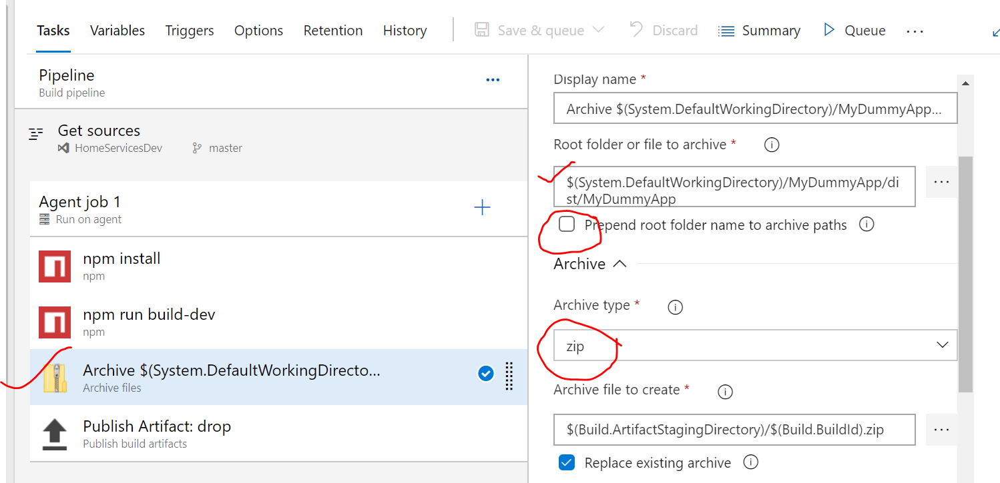 Tasks Variables Triggers Options Retention History Save & queue Discard Summary Queue ...
Pipeline
Build pipeline
Get sources
HomeServicesDev master
Agent job 1
Run on agent
npm install
npm
npm run build-dev
npm
Archive $(System.DefaultWorkingDirecto...
Archive files
Publish Artifact: drop
Publish build artifacts
Display name *
Archive $(System.DefaultWorkingDirectory)/MyDummyApp...
Root folder or file to archive *
$(System.DefaultWorkingDirectory)/MyDummyApp/di
st/MyDummyApp
Prepend root folder name to archive paths
Archive
Archive type *
zip
Archive file to create *
$(Build.ArtifactStagingDirectory)/$(Build.BuildId).zip
Replace existing archive